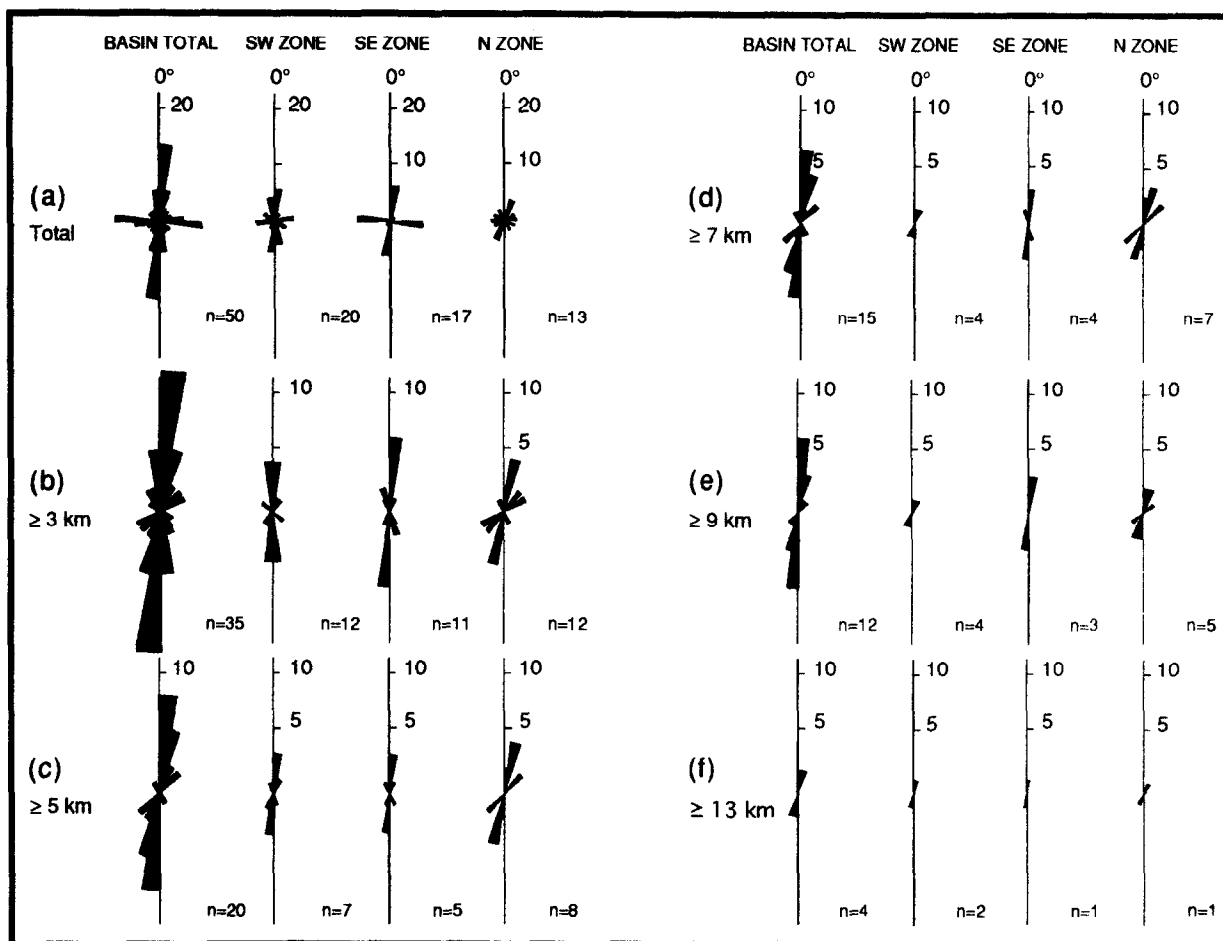 BASIN TOTAL SW ZONE SE ZONE N ZONE
0° 0° 0° 0°
20 20 20 20
10 10
(a)
Total
n=50 n=20 n=17 n=13
10 10 10
5
(b)
≥ 3 km
n=35 n=12 n=11 n=12
10 10 10 10
5 5 5
(c)
≥ 5 km
n=20 n=7 n=5 n=8
BASIN TOTAL SW ZONE SE ZONE N ZONE
0° 0° 0° 0°
10 10 10 10
5 5 5 5
(d)
≥ 7 km
n=15 n=4 n=4 n=7
10 10 10 10
5 5 5 5
(e)
≥ 9 km
n=12 n=4 n=3 n=5
10 10 10 10
5 5 5 5
(f)
≥ 13 km
n=4 n=2 n=1 n=1